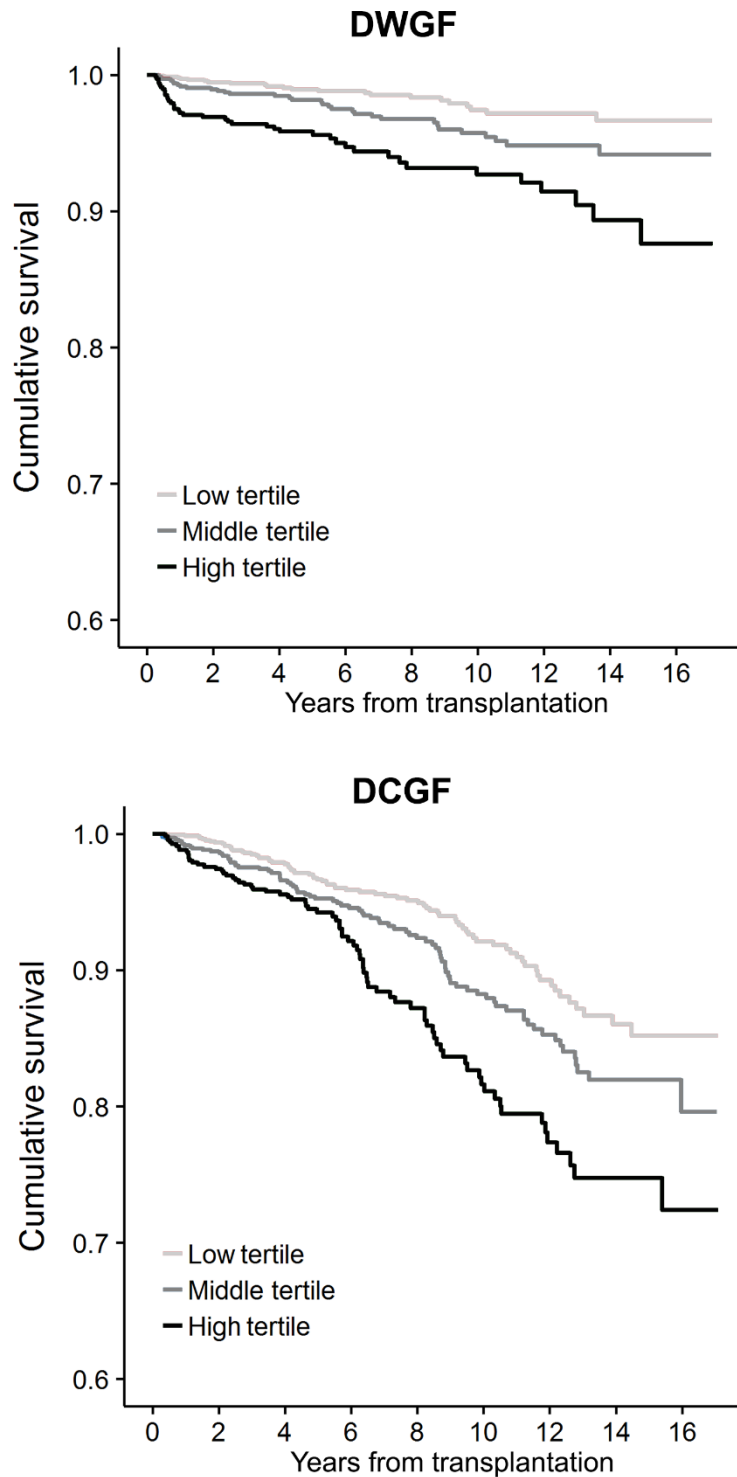 DWGF
Cumulative survival
1.0
0.9
0.8
0.7
0.6
Low tertile
Middle tertile
High tertile
0 2 4 6 8 10 12 14 16
Years from transplantation
DCGF
Cumulative survival
1.0
0.9
0.8
0.7
0.6
Low tertile
Middle tertile
High tertile
0 2 4 6 8 10 12 14 16
Years from transplantation